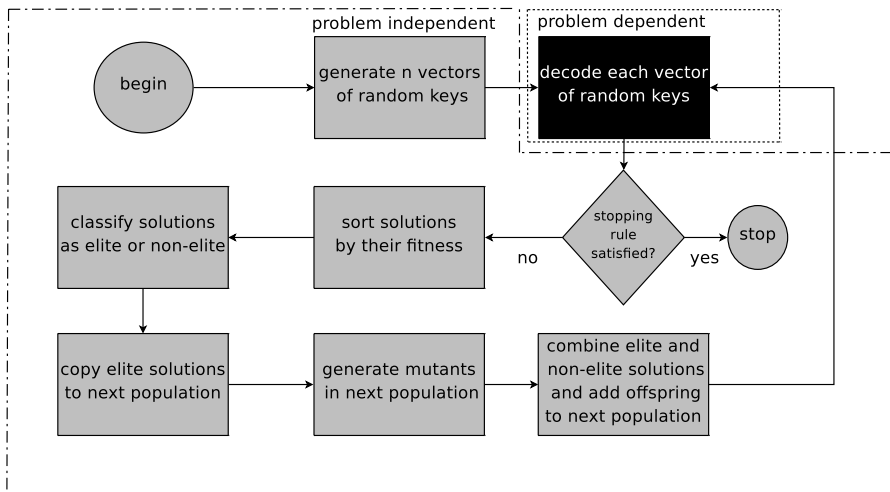 problem independent
problem dependent
begin
generate n vectors
of random keys
decode each vector
of random keys
classify solutions
as elite or non-elite
sort solutions
by their fitness
stopping
rule
satisfied?
stop
no
yes
copy elite solutions
to next population
generate mutants
in next population
combine elite and
non-elite solutions
and add offspring
to next population